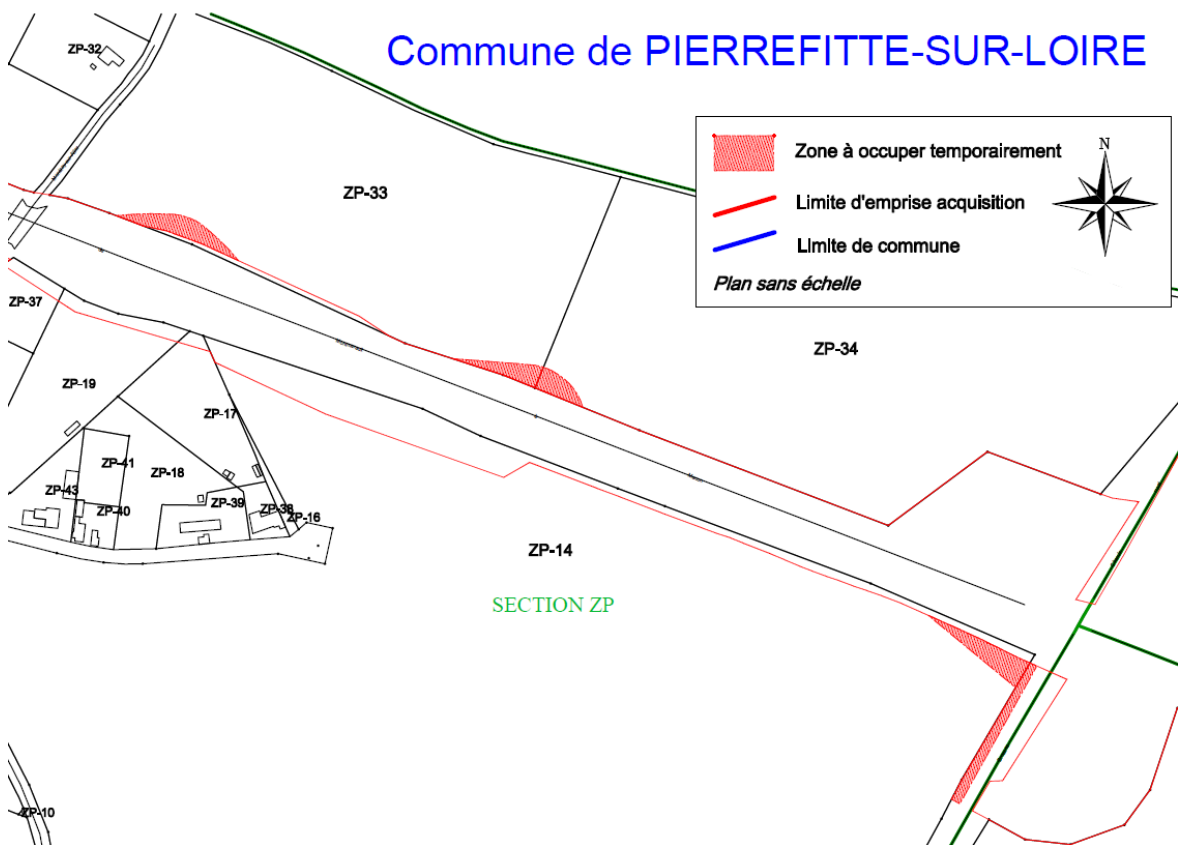 Commune de PIERREFITTE-SUR-LOIRE
ZP-32
Zone à occuper temporairement
N
Limite d'emprise acquisition
Limite de commune
Plan sans échelle
ZP-33
ZP-37
ZP-34
ZP-19
ZP-17
ZP-41
ZP-18
ZP-43
ZP-39
ZP-40
ZP-38
ZP-16
ZP-14
SECTION ZP
ZP-10